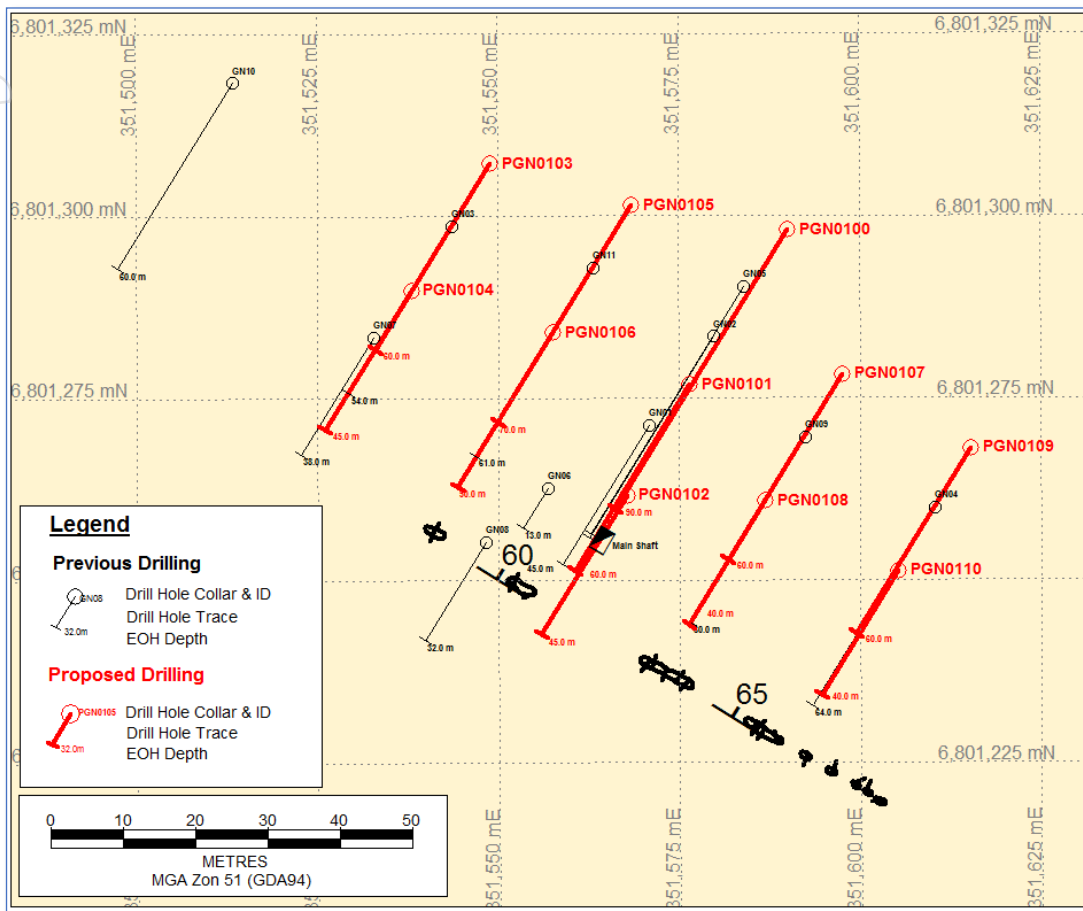 6,801,325 mN
6,801,325 mN
351,500 mE
351,525 mE
351,550 mE
351,575 mE
351,600 mE
351,625 mE
GN10
PGN0103
PGN0105
6,801,300 mN
6,801,300 mN
GN03
PGN0100
GN11
60.0 m
GN05
PGN0104
GN07
PGN0106
GN02
60.0 m
PGN0101
PGN0107
54.0 m
6,801,275 mN
6,801,275 mN
45.0 m
70.0 m
GN01
GN09
38.0 m
61.0 m
PGN0109
GN06
PGN0102
PGN0108
GN04
90.0 m
13.0 m
GN08
Main Shaft
60
45.0 m
60.0 m
60.0 m
PGN0110
32.0 m
45.0 m
40.0 m
60.0 m
40.0 m
64.0 m
65
6,801,225 mN
351,550 mE
351,575 mE
351,600 mE
351,625 mE
Legend
Previous Drilling
GN08
Drill Hole Collar & ID
Drill Trace
32.0m
EOH Depth
Proposed Drilling
PGN0105
Drill Hole Collar & ID
Drill Hole Trace
32.0m
EOH Depth
0 10 20 30 40 50
METRES
MGA Zon 51 (GDA94)